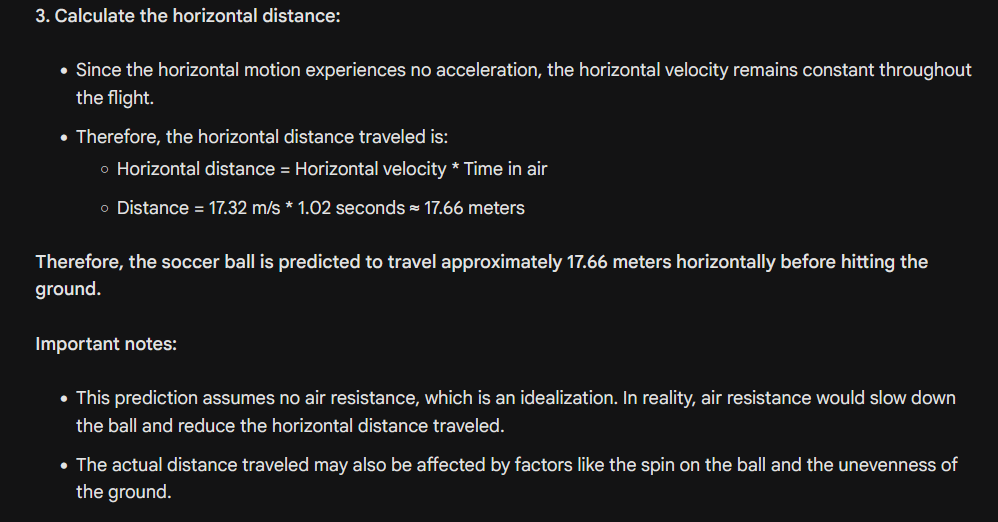 3. Calculate the horizontal distance:
• Since the horizontal motion experiences no acceleration, the horizontal velocity remains constant throughout
the flight.
• Therefore, the horizontal distance traveled is:
○ Horizontal distance = Horizontal velocity * Time in air
○ Distance = 17.32 m/s * 1.02 seconds ≈ 17.66 meters
Therefore, the soccer ball is predicted to travel approximately 17.66 meters horizontally before hitting the
ground.
Important notes:
• This prediction assumes no air resistance, which is an idealization. In reality, air resistance would slow down
the ball and reduce the horizontal distance traveled.
• The actual distance traveled may also be affected by factors like the spin on the ball and the unevenness of
the ground.